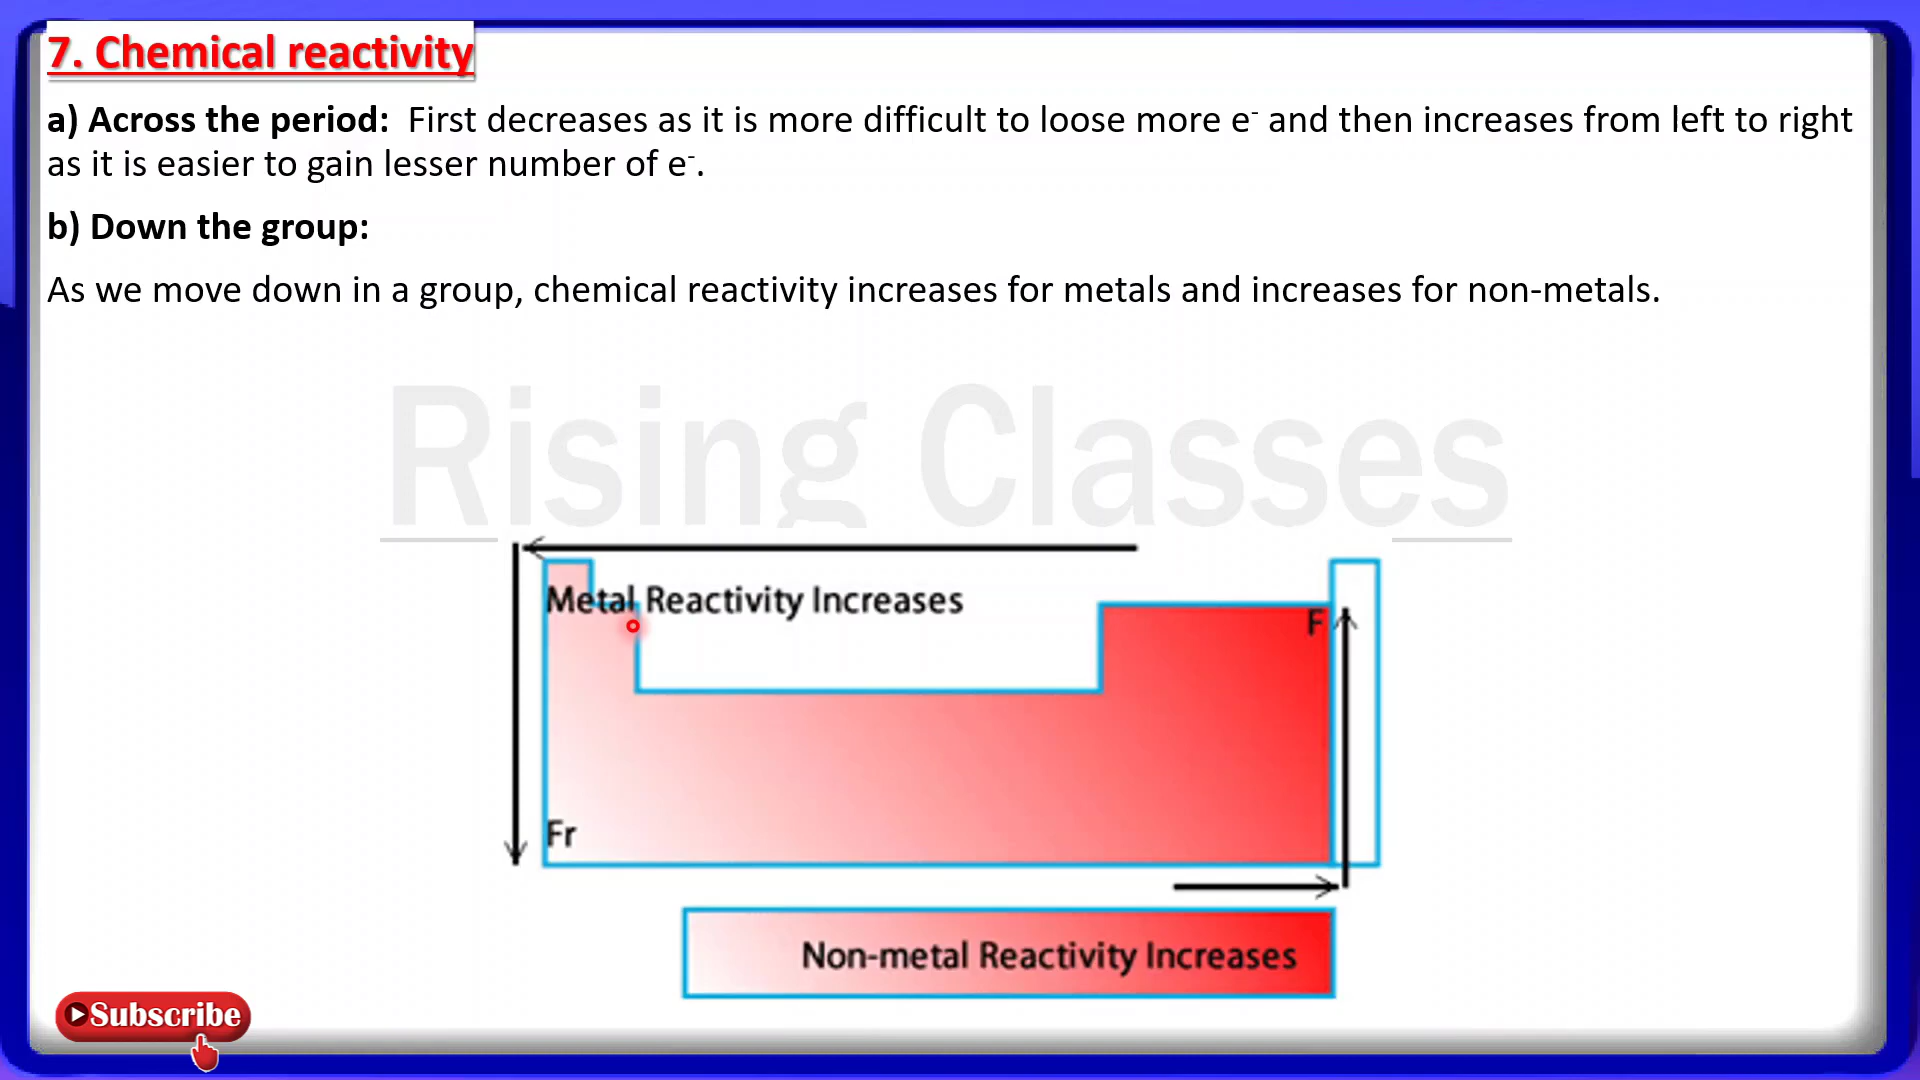 7. Chemical reactivity
a) Across the period: First decreases as it is more difficult to loose more e⁻ and then increases from left to right
as it is easier to gain lesser number of e⁻.
b) Down the group:
As we move down in a group, chemical reactivity increases for metals and increases for non-metals.
Rising Classes
Metal Reactivity Increases
F
Fr
Non-metal Reactivity Increases
Subscribe